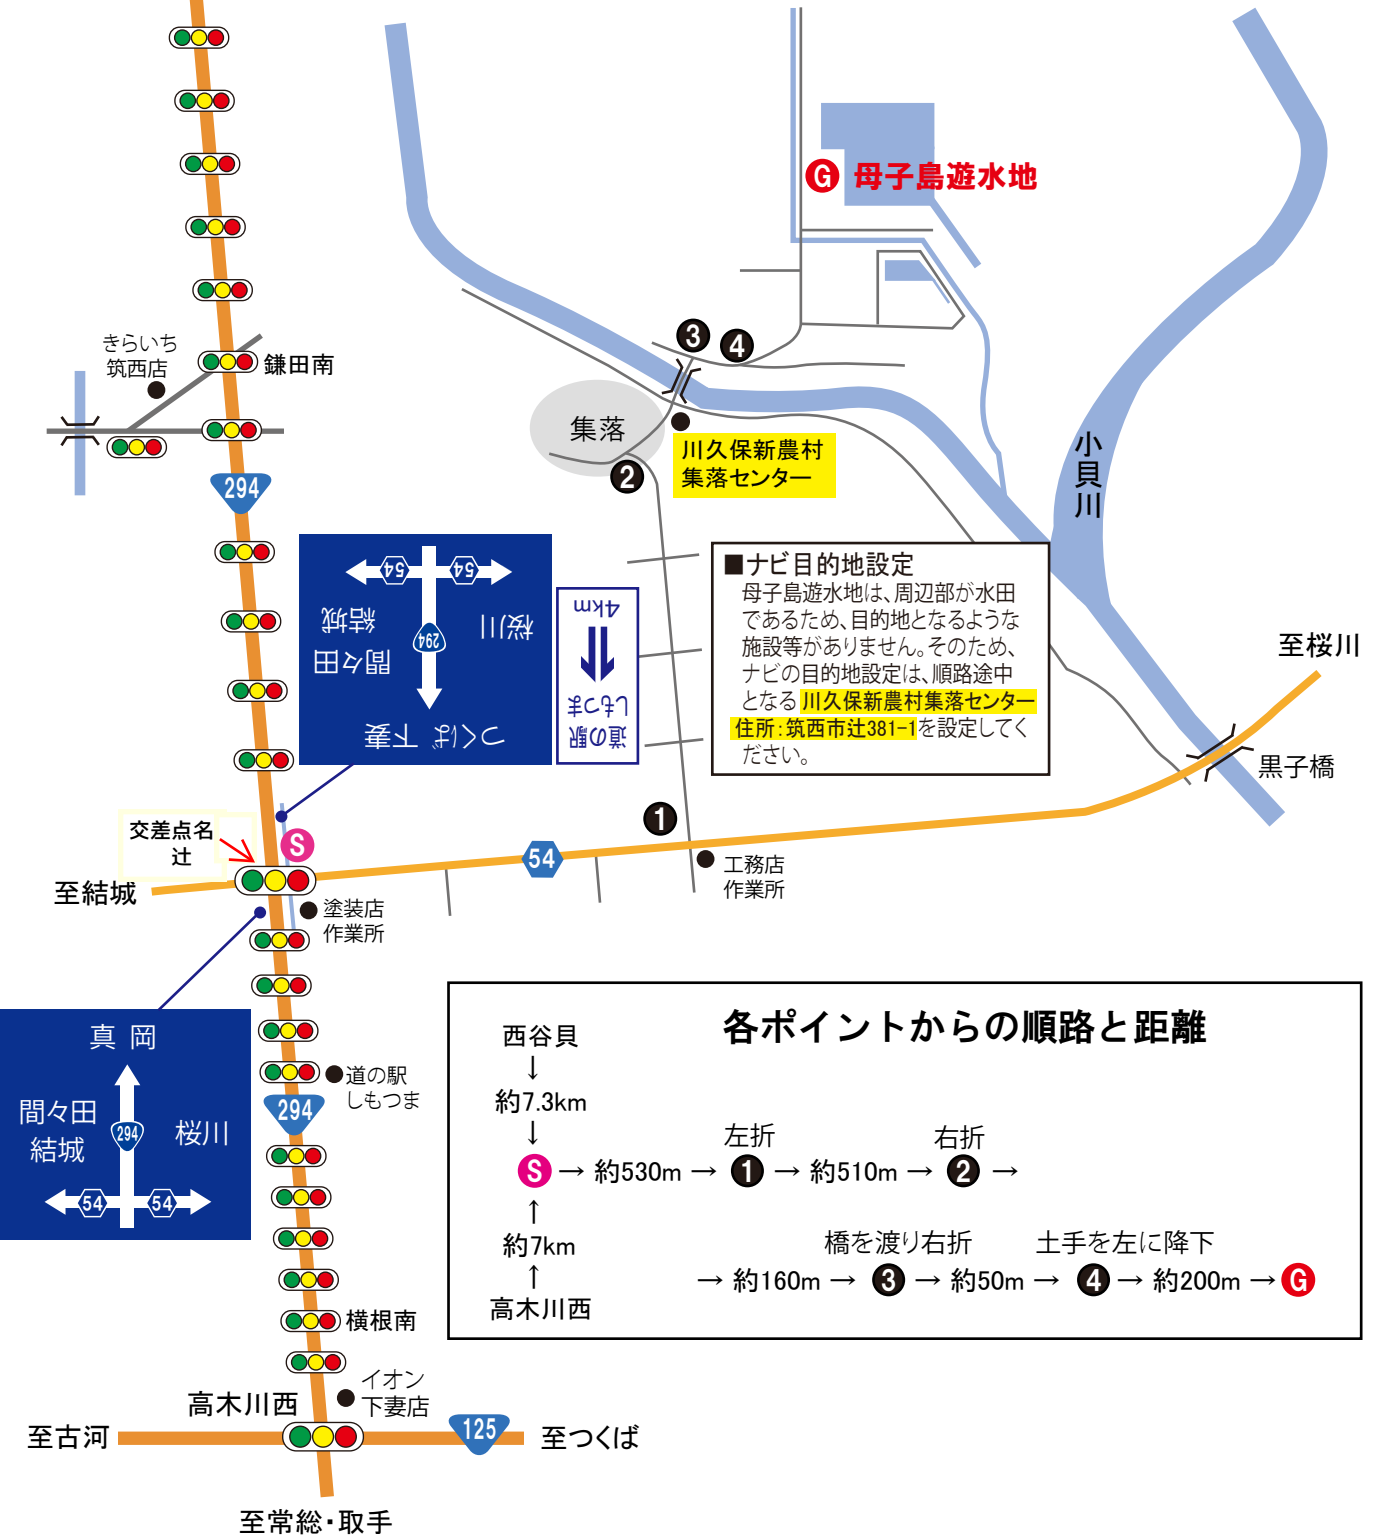 G 母子島遊水地
きらいち
筑西店
鎌田南
3
4
集落
2
川久保新農村
集落センター
294
小貝川
54
54
結城
間々田
294
桜川
つくば 下妻
道の駅
しもつま
4km
■ナビ目的地設定
母子島遊水地は、周辺部が水田
であるため、目的地となるような
施設等がありません。そのため、
ナビの目的地設定は、順路途中
となる川久保新農村集落センター
住所:筑西市辻381-1を設定してく
ださい。
至桜川
黒子橋
交差点名
辻
S
1
54
至結城
工務店
作業所
塗装店
作業所
真岡
間々田
結城
294
桜川
54
54
道の駅
しもつま
294
各ポイントからの順路と距離
西谷貝
↓
約7.3km
↓
左折
右折
S → 約530m → 1 → 約510m → 2 →
↑
約7km
↑
高木川西
橋を渡り右折
土手を左に降下
→ 約160m → 3 → 約50m → 4 → 約200m → G
横根南
イオン
下妻店
高木川西
至古河
125
至つくば
至常総・取手